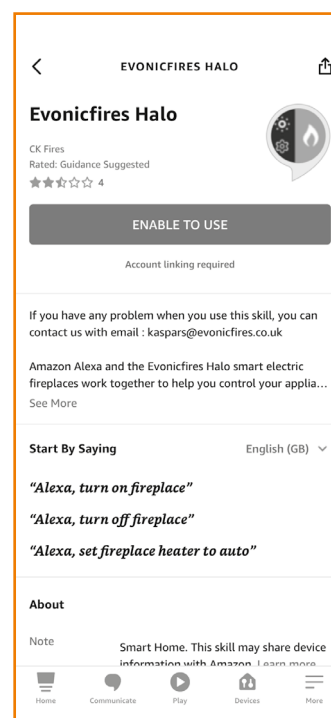 EVONICFIRES HALO
Evonicfires Halo
CK Fires
Rated: Guidance Suggested
4
ENABLE TO USE
Account linking required
If you have any problem when you use this skill, you can
contact us with email : kaspars@evonicfires.co.uk
Amazon Alexa and the Evonicfires Halo smart electric
fireplaces work together to help you control your applia...
See More
Start By Saying English (GB)
“Alexa, turn on fireplace”
“Alexa, turn off fireplace”
“Alexa, set fireplace heater to auto”
About
Note Smart Home. This skill may share device
information with Amazon. Learn more
Home Communicate Play Devices More